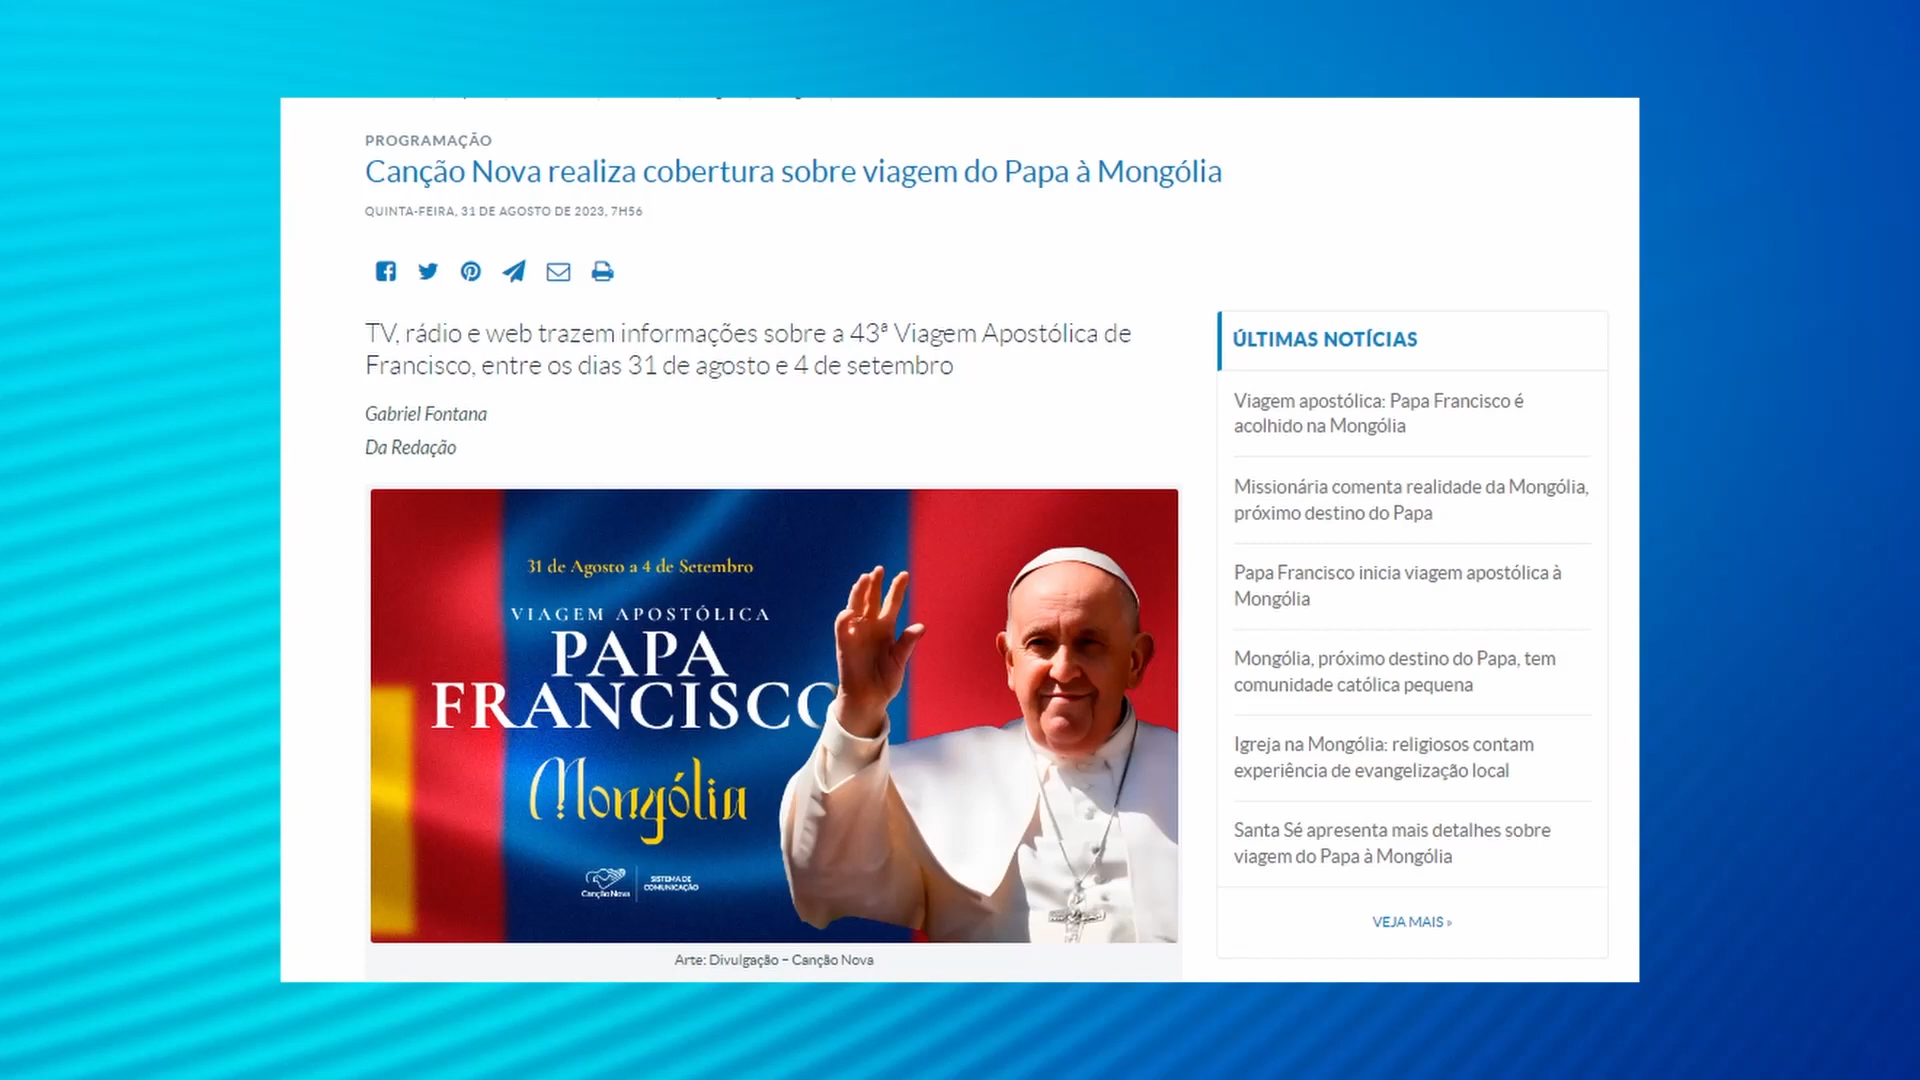 PROGRAMAÇÃO
Canção Nova realiza cobertura sobre viagem do Papa à Mongólia
QUINTA-FEIRA, 31 DE AGOSTO DE 2023, 7H56
TV, rádio e web trazem informações sobre a 43ª Viagem Apostólica de
Francisco, entre os dias 31 de agosto e 4 de setembro
Gabriel Fontana
Da Redação
31 de Agosto a 4 de Setembro
VIAGEM APOSTÓLICA
PAPA
FRANCISCO
Mongólia
Canção Nova
SISTEMA DE
COMUNICAÇÃO
Arte: Divulgação – Canção Nova
ÚLTIMAS NOTÍCIAS
Viagem apostólica: Papa Francisco é
acolhido na Mongólia
Missionária comenta realidade da Mongólia,
próximo destino do Papa
Papa Francisco inicia viagem apostólica à
Mongólia
Mongólia, próximo destino do Papa, tem
comunidade católica pequena
Igreja na Mongólia: religiosos contam
experiência de evangelização local
Santa Sé apresenta mais detalhes sobre
viagem do Papa à Mongólia
VEJA MAIS »